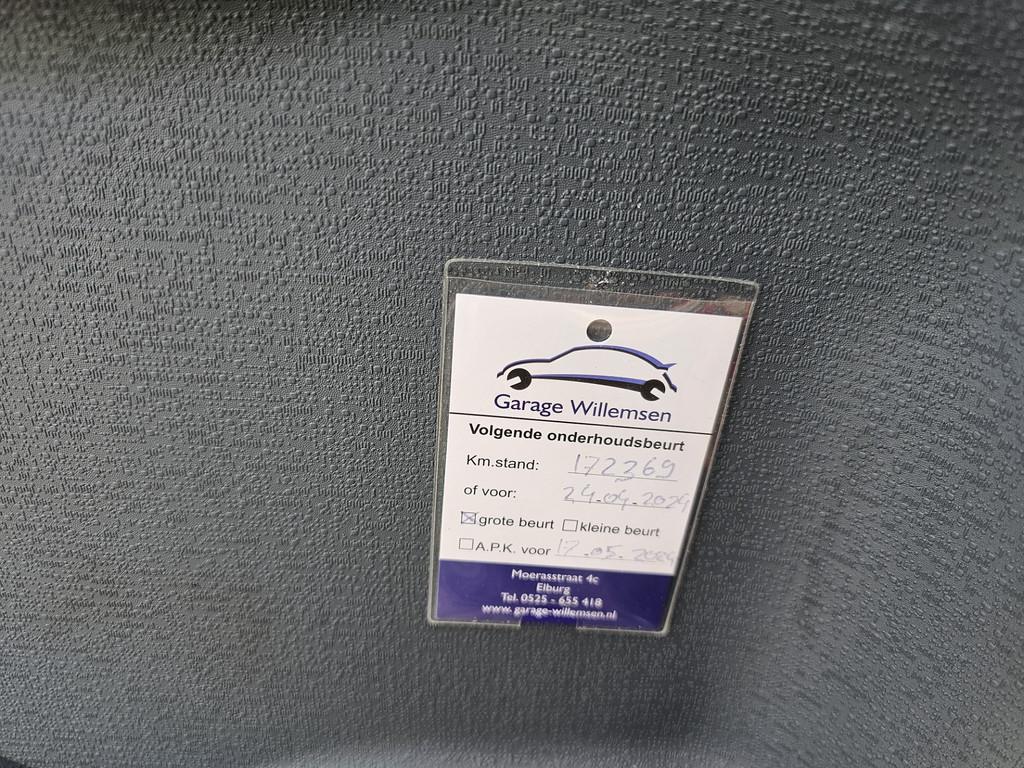 Garage Willemsen
Volgende onderhoudsbeurt
Km.stand: 172369
of voor: 24.04.2024
☒ grote beurt ☐ kleine beurt
☐ A.P.K. voor 17.05.2024
Moerasstraat 4c
Elburg
Tel. 0525 - 655 418
www.garage-willemsen.nl